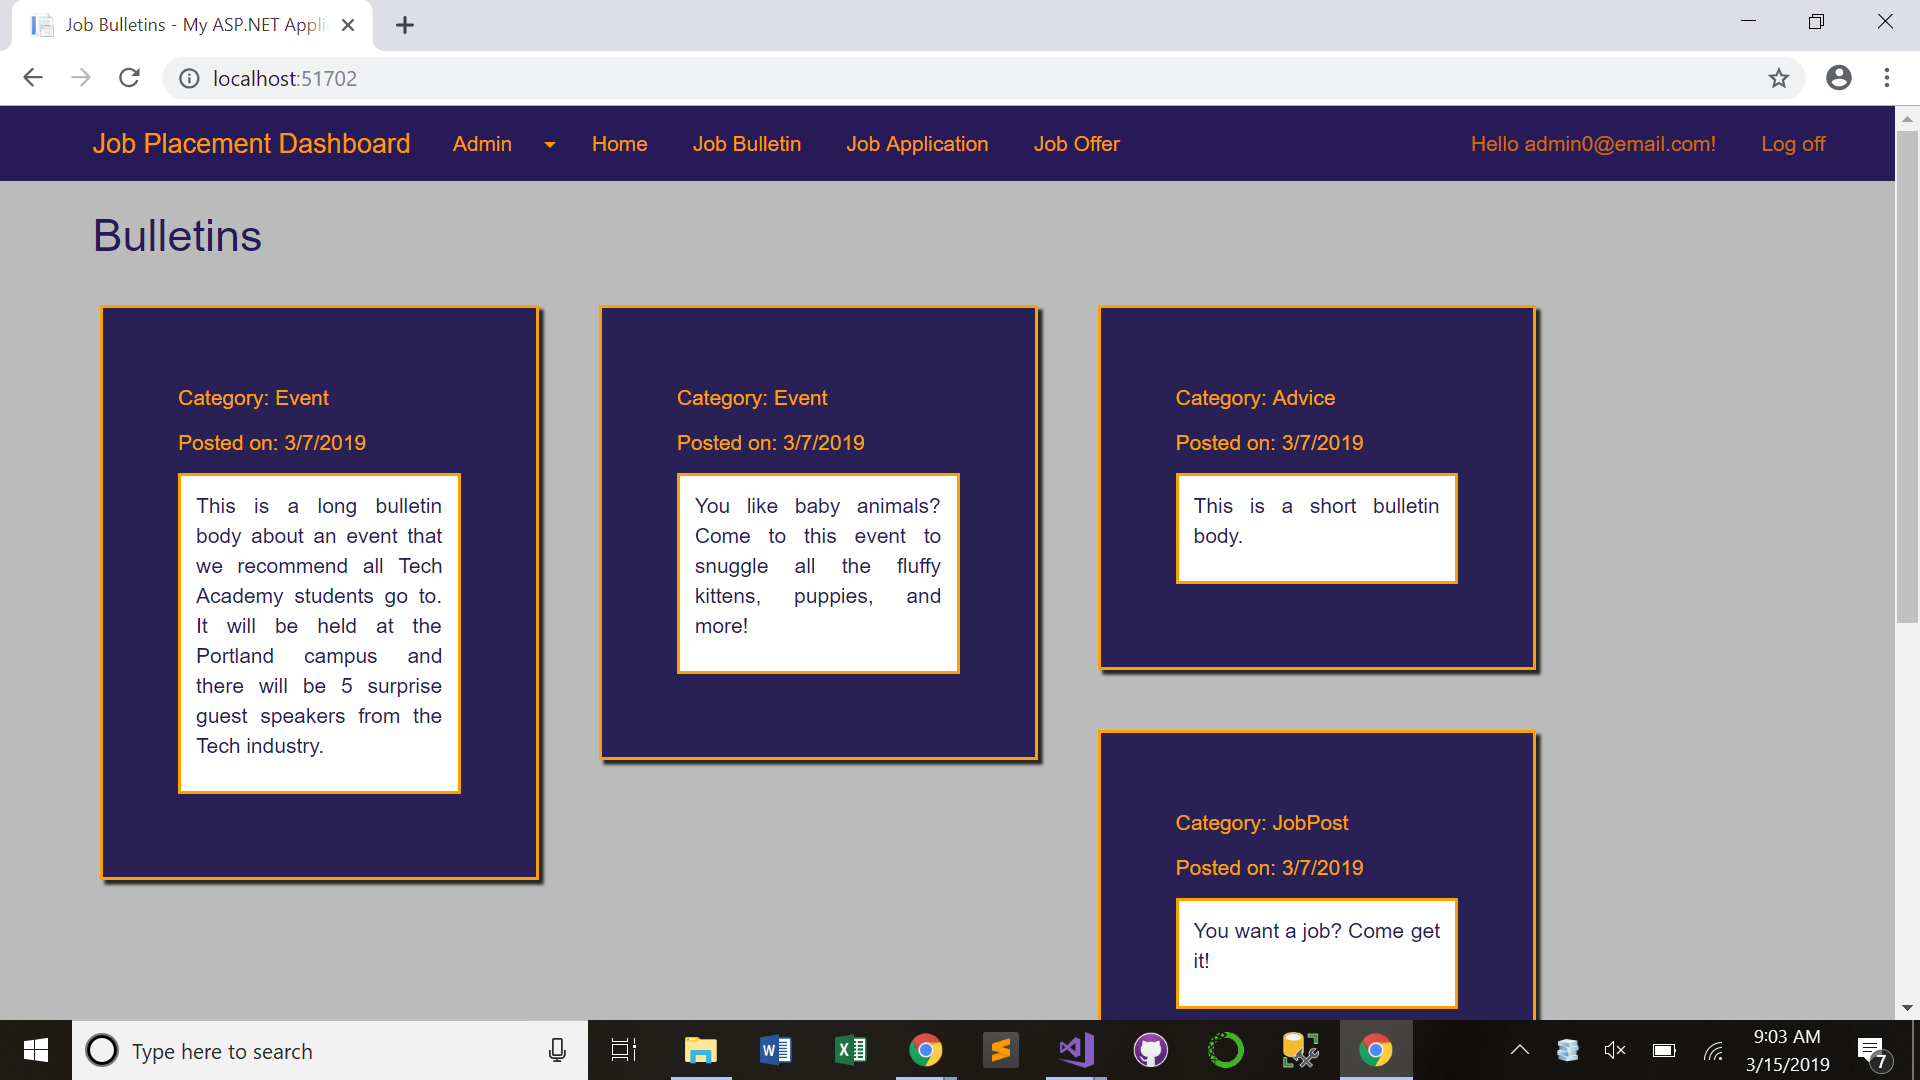 Job Bulletins - My ASP.NET Appli
localhost:51702
Job Placement Dashboard Admin Home Job Bulletin Job Application Job Offer Hello admin0@email.com! Log off
Bulletins
Category: Event
Posted on: 3/7/2019
This is a long bulletin
body about an event that
we recommend all Tech
Academy students go to.
It will be held at the
Portland campus and
there will be 5 surprise
guest speakers from the
Tech industry.
Category: Event
Posted on: 3/7/2019
You like baby animals?
Come to this event to
snuggle all the fluffy
kittens, puppies, and
more!
Category: Advice
Posted on: 3/7/2019
This is a short bulletin
body.
Category: JobPost
Posted on: 3/7/2019
You want a job? Come get
it!
Type here to search
9:03 AM
3/15/2019
7